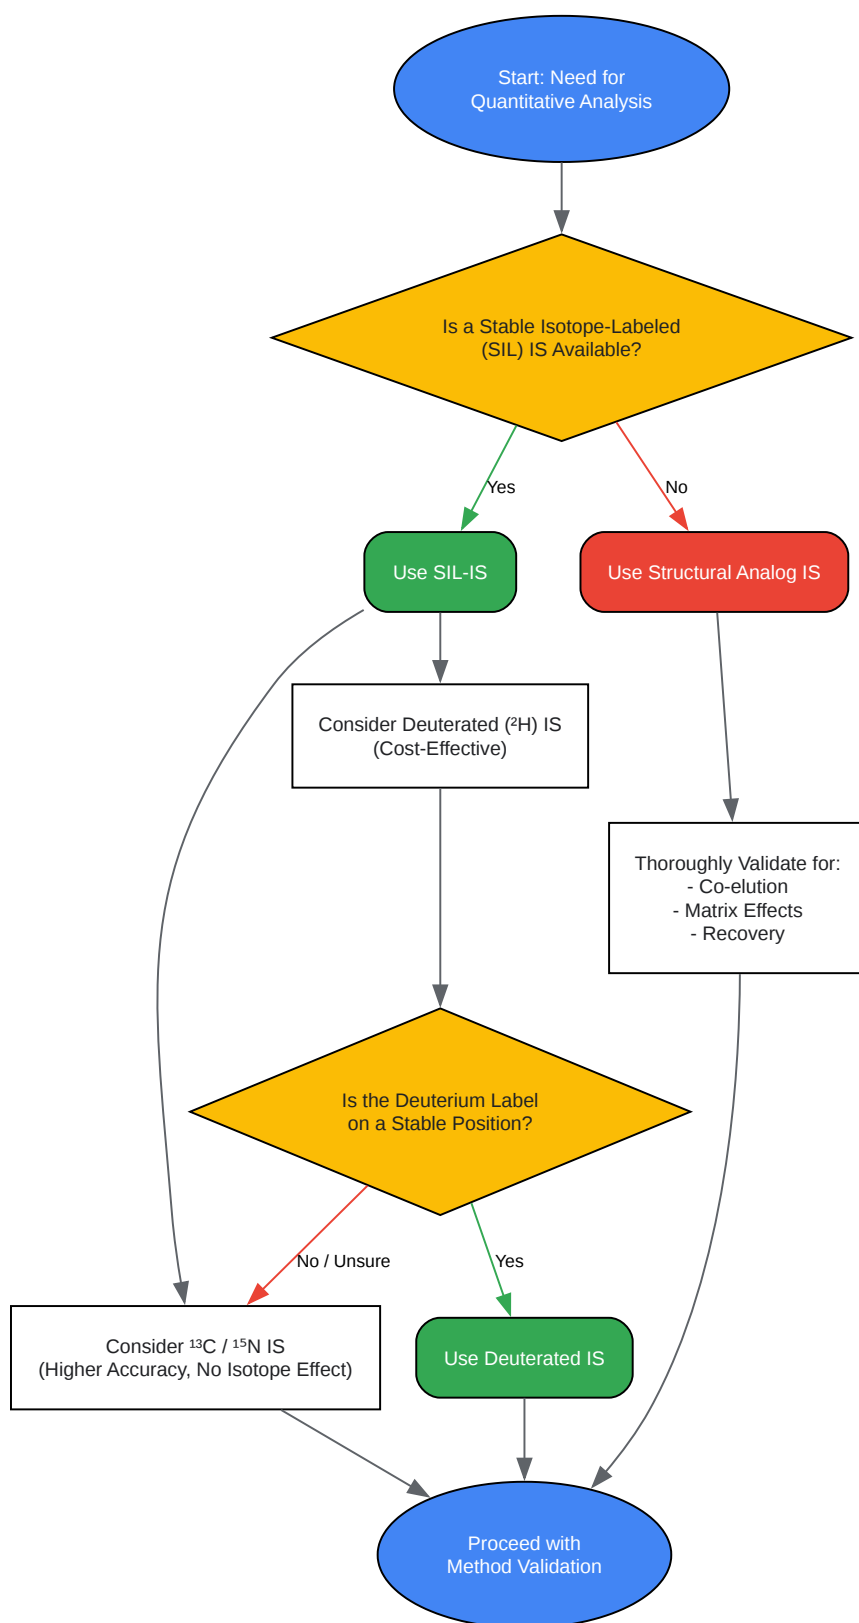 Start: Need for
Quantitative Analysis
Is a Stable Isotope-Labeled
(SIL) IS Available?
Yes
No
Use SIL-IS
Use Structural Analog IS
Consider Deuterated (²H) IS
(Cost-Effective)
Thoroughly Validate for:
- Co-elution
- Matrix Effects
- Recovery
Is the Deuterium Label
on a Stable Position?
No / Unsure
Yes
Consider ¹³C / ¹⁵N IS
(Higher Accuracy, No Isotope Effect)
Use Deuterated IS
Proceed with
Method Validation